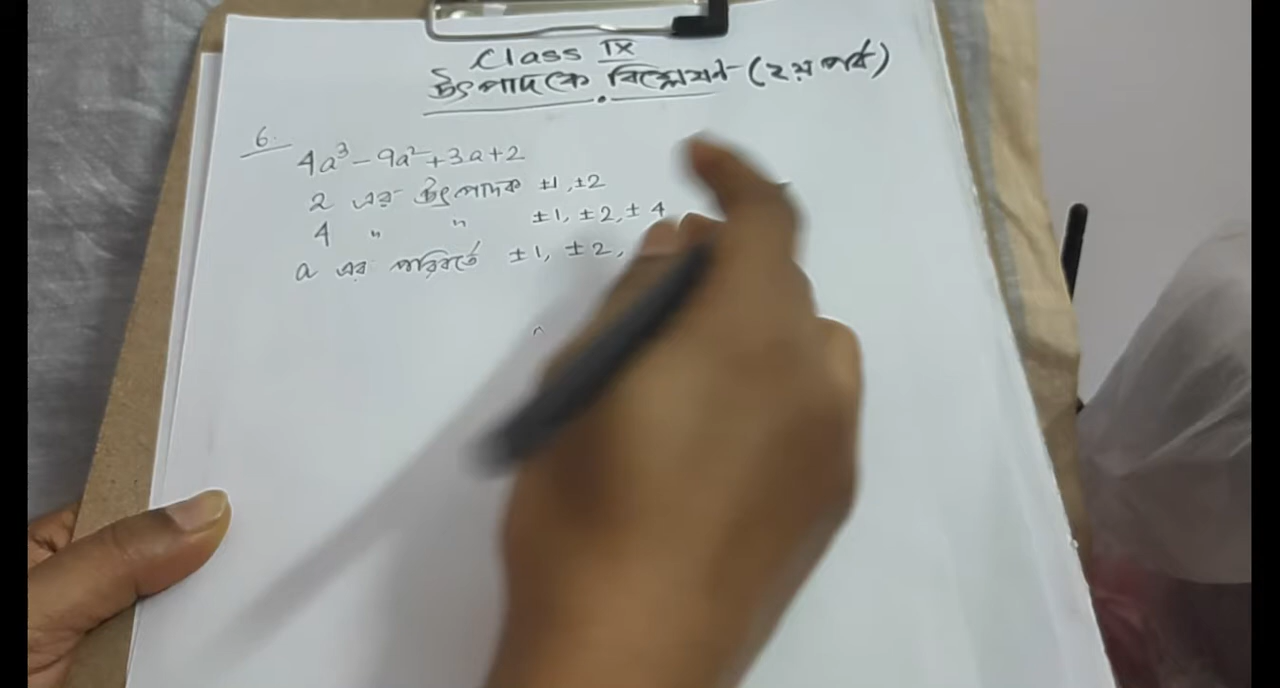 Class IX
উৎপাদকে বিশ্লেষণ (২য় পর্ব)
6. 4a³ - 9a² + 3a + 2
2 এর উৎপাদক ±1, ±2
4 " " ±1, ±2, ± 4
a এর পরিবর্তে ±1, ±2,